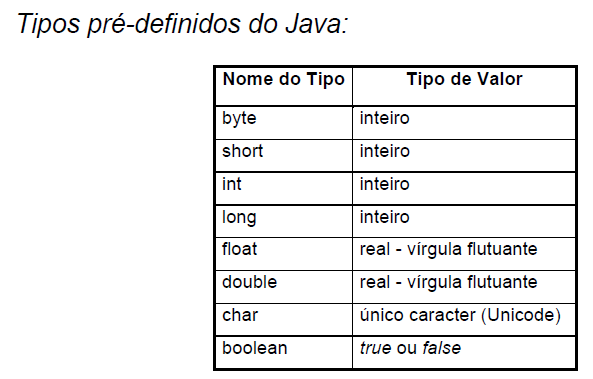 Tipos pré-definidos do Java:
Nome do Tipo Tipo de Valor
byte inteiro
short inteiro
int inteiro
long inteiro
float real - vírgula flutuante
double real - vírgula flutuante
char único caracter (Unicode)
boolean true ou false